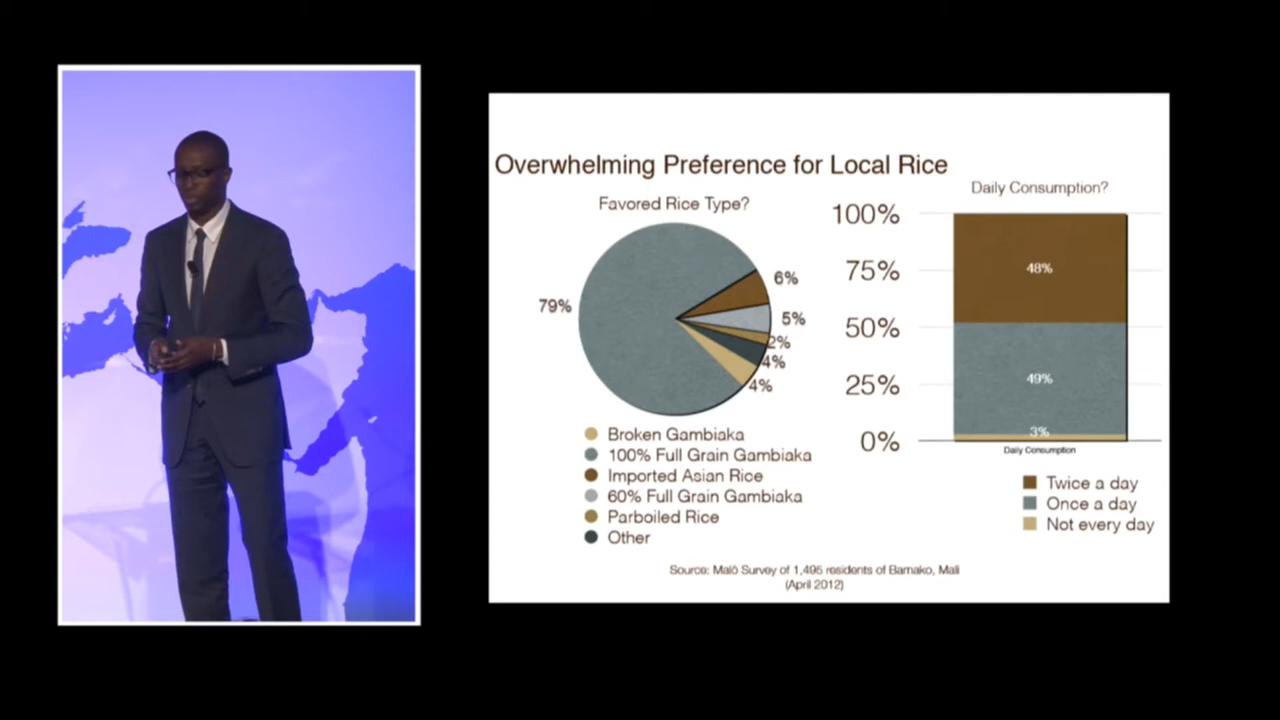 Overwhelming Preference for Local Rice
Favored Rice Type?
79%
6%
5%
2%
4%
4%
Broken Gambiaka
100% Full Grain Gambiaka
Imported Asian Rice
60% Full Grain Gambiaka
Parboiled Rice
Other
Daily Consumption?
100%
75%
50%
25%
0%
48%
49%
3%
Daily Consumption
Twice a day
Once a day
Not every day
Source: Maló Survey of 1,495 residents of Bamako, Mali
(April 2012)